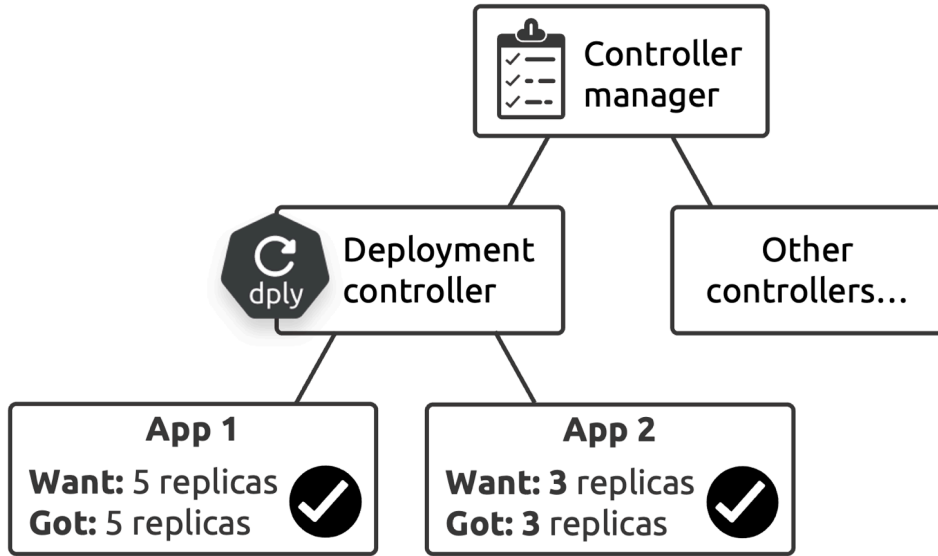 Controller
manager
Deployment
controller
dply
Other
controllers...
App 1
Want: 5 replicas
Got: 5 replicas
App 2
Want: 3 replicas
Got: 3 replicas